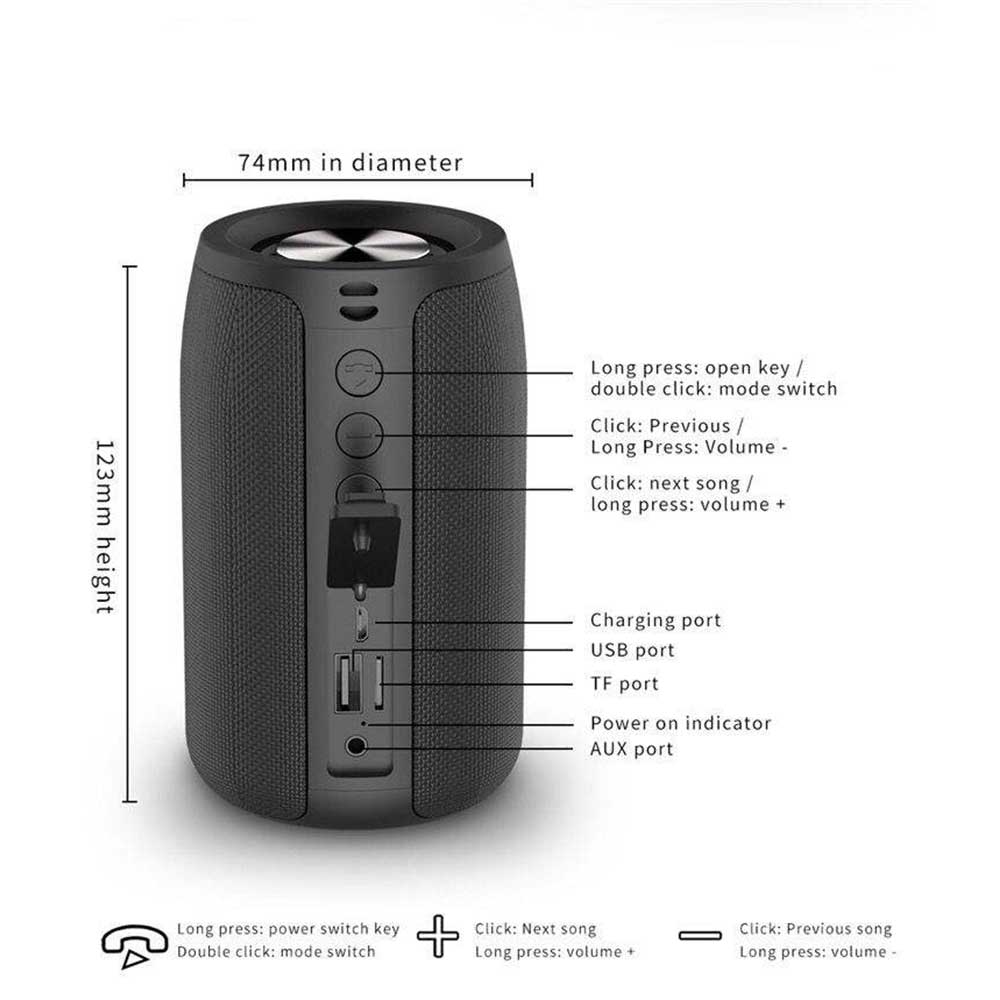 74mm in diameter
123mm height
Long press: open key /
double click: mode switch
Click: Previous /
Long Press: Volume -
Click: next song /
long press: volume +
Charging port
USB port
TF port
Power on indicator
AUX port
Long press: power switch key
Double click: mode switch
Click: Next song
Long press: volume +
Click: Previous song
Long press: volume -